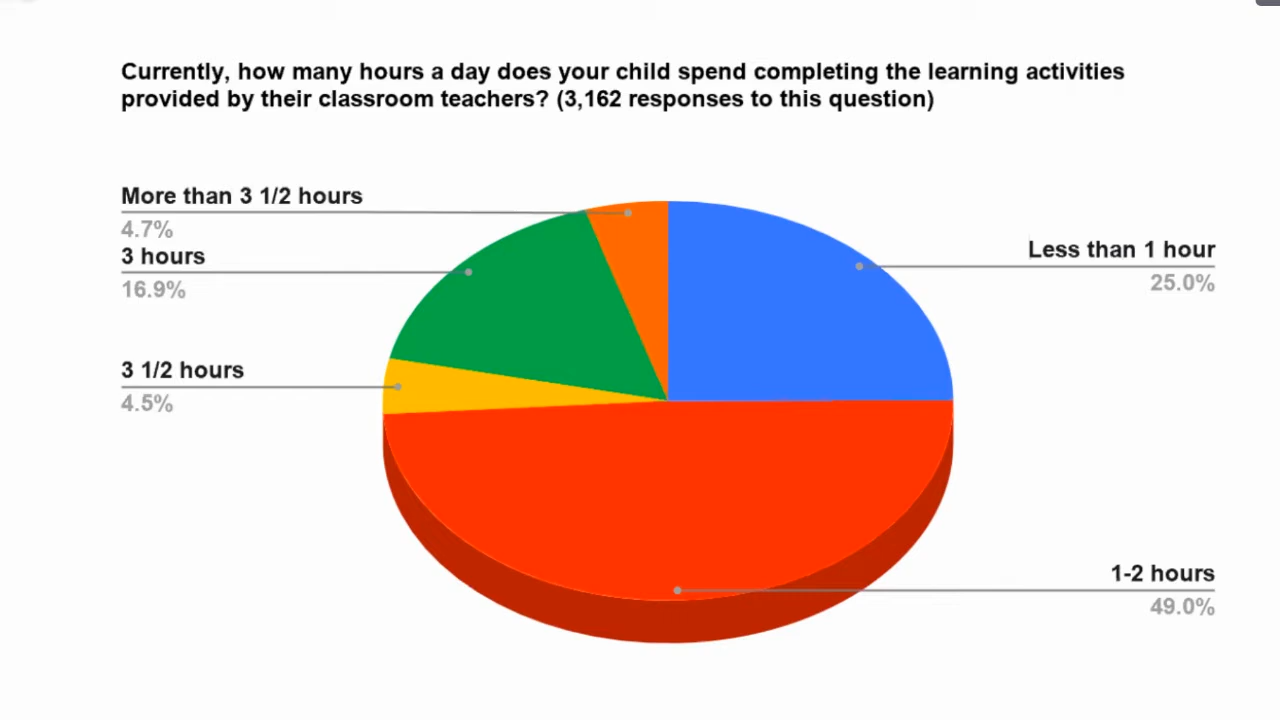 Currently, how many hours a day does your child spend completing the learning activities
provided by their classroom teachers? (3,162 responses to this question)
More than 3 1/2 hours
4.7%
3 hours
16.9%
3 1/2 hours
4.5%
Less than 1 hour
25.0%
1-2 hours
49.0%